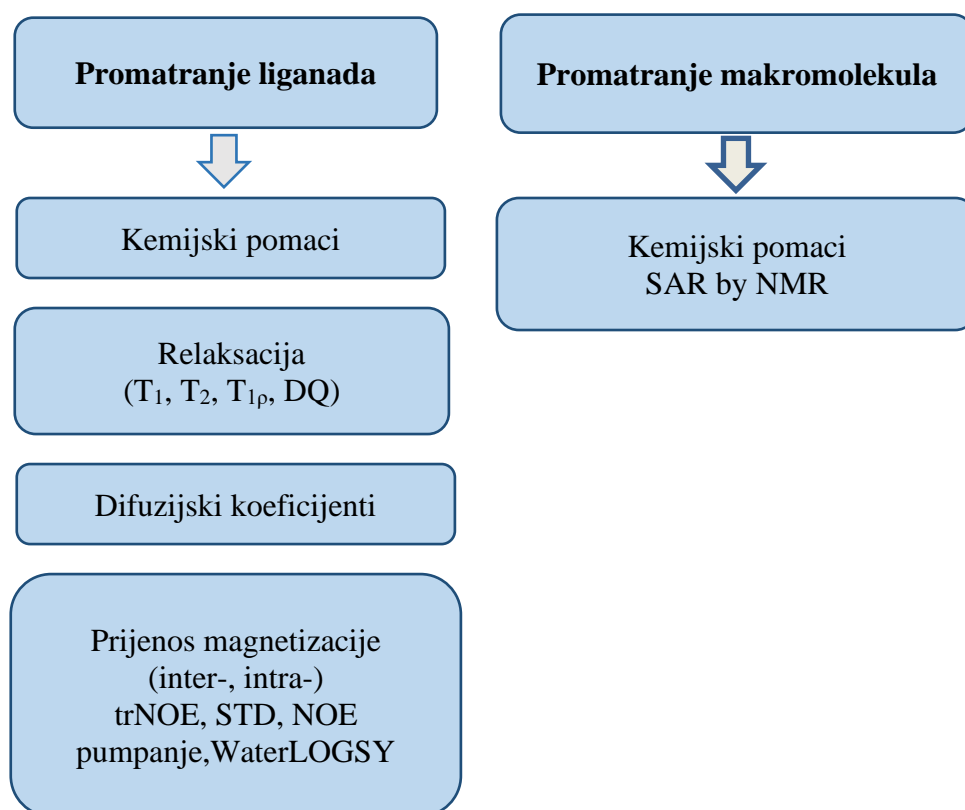 Promatranje liganada
Kemijski pomaci
Relaksacija
(T₁, T₂, T₁ρ, DQ)
Difuzijski koeficijenti
Prijenos magnetizacije
(inter-, intra-)
trNOE, STD, NOE
pumpanje,WaterLOGSY
Promatranje makromolekula
Kemijski pomaci
SAR by NMR